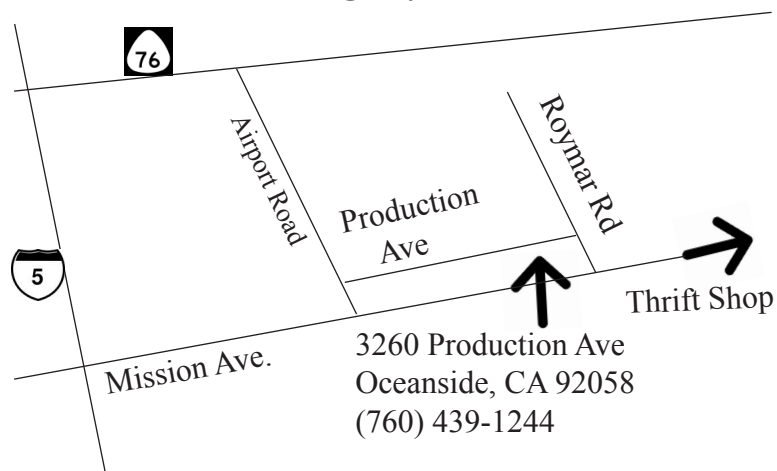 76
Airport Road
Roymar Rd
Production
Ave
5
Thrift Shop
Mission Ave.
3260 Production Ave
Oceanside, CA 92058
(760) 439-1244